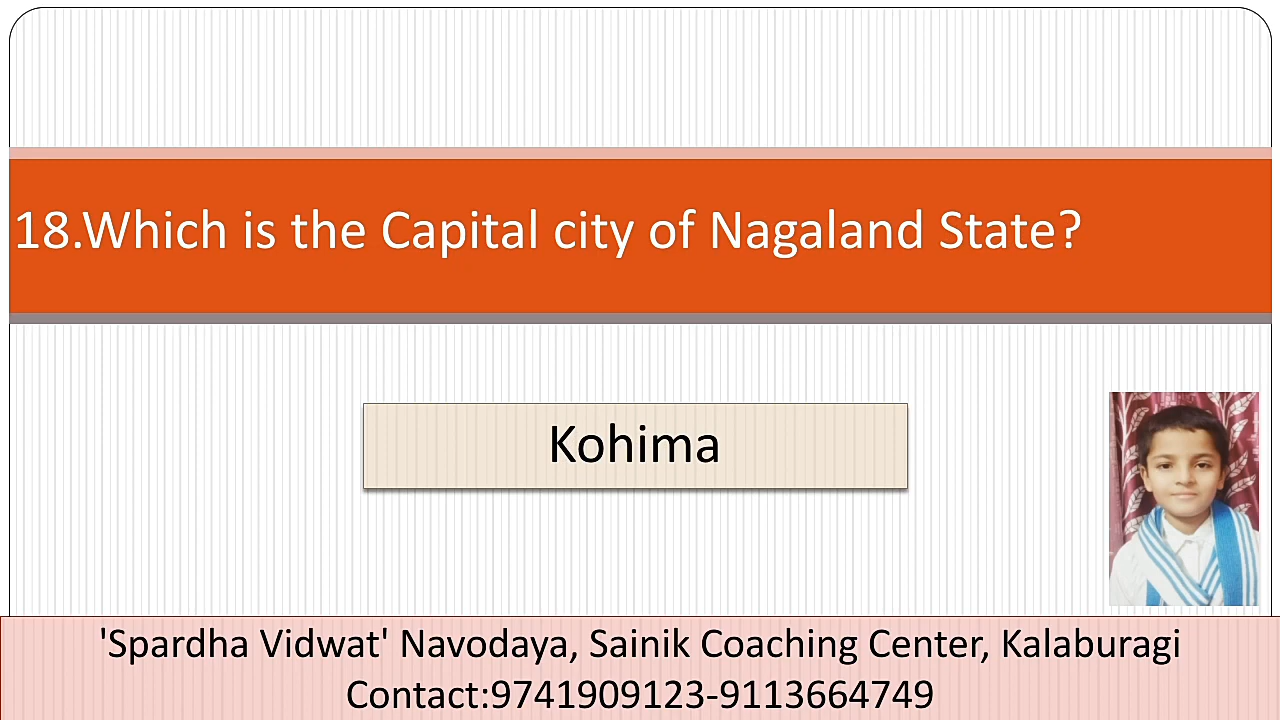 18.Which is the Capital city of Nagaland State?
Kohima
'Spardha Vidwat' Navodaya, Sainik Coaching Center, Kalaburagi
Contact:9741909123-9113664749